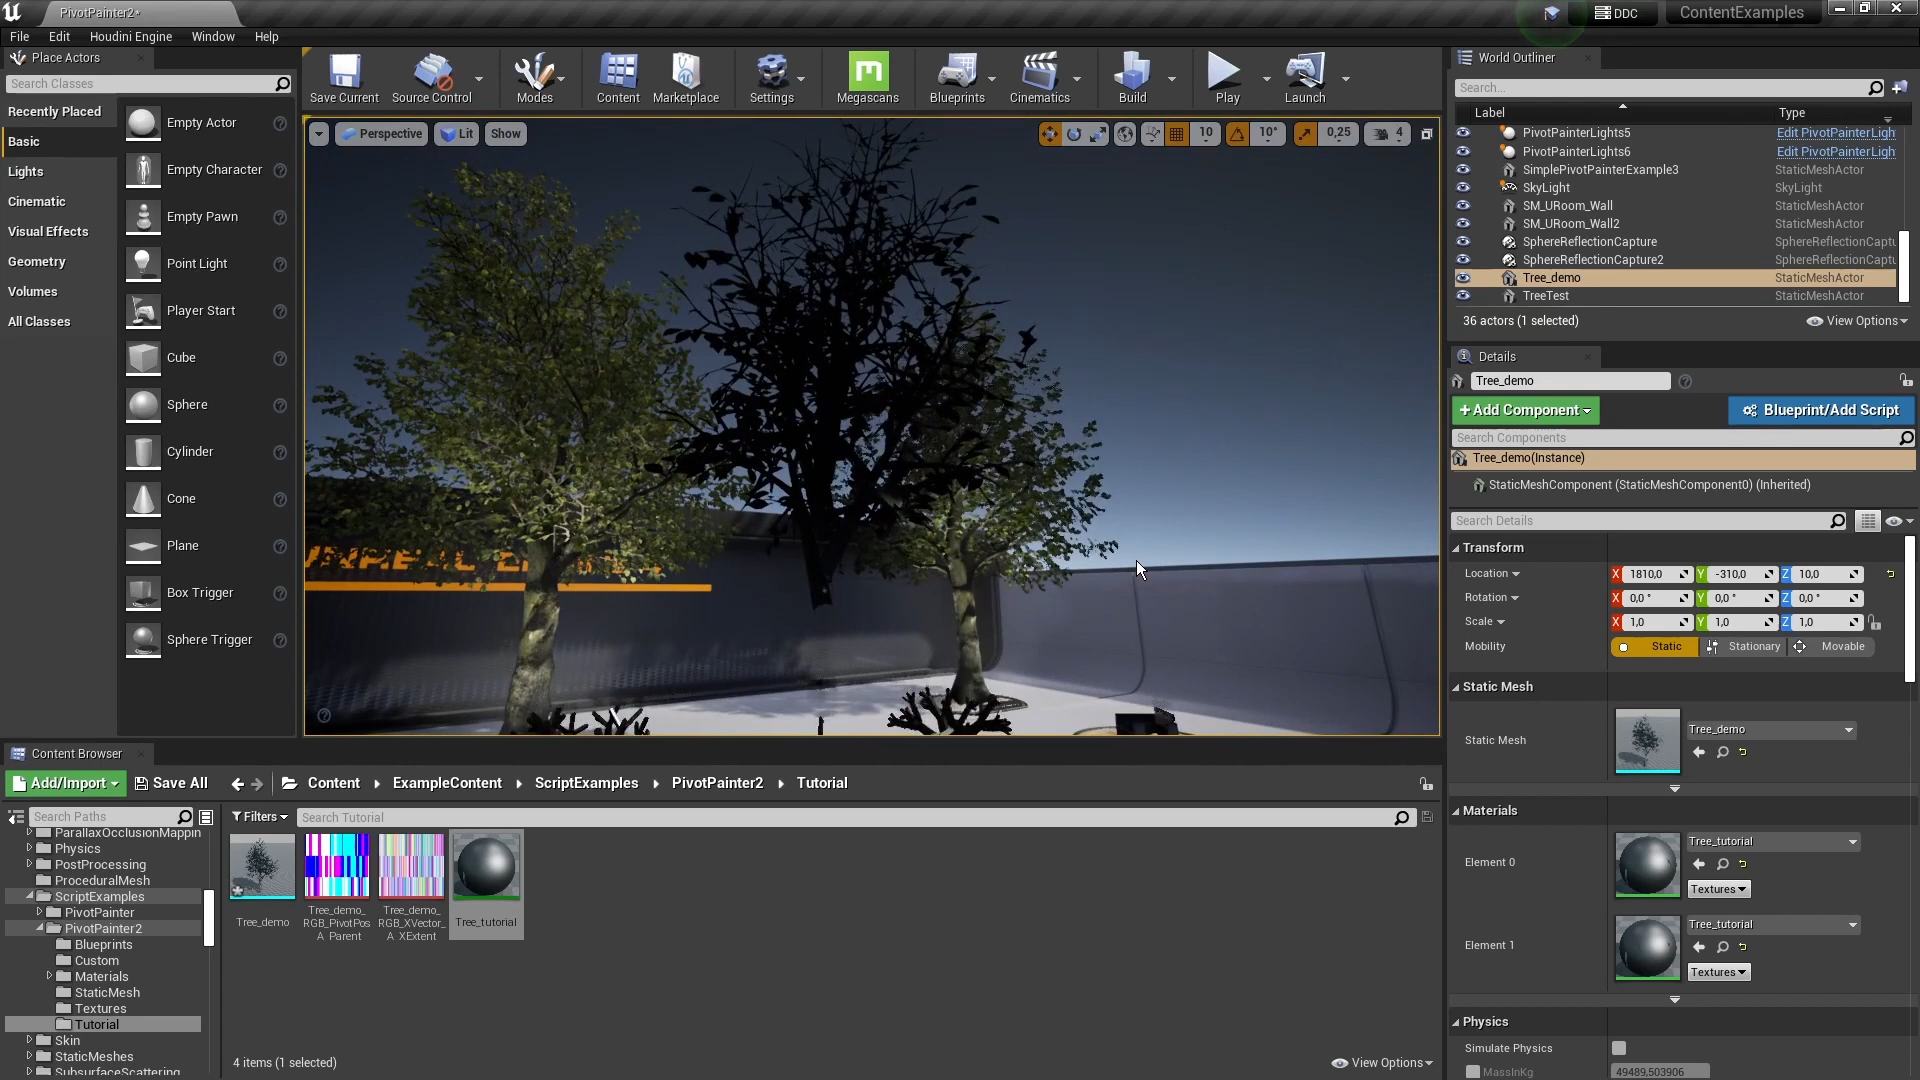 PivotPainter2*
DDC
ContentExamples
File
Edit
Houdini Engine
Window
Help
Place Actors
Search Classes
Recently Placed
Basic
Lights
Cinematic
Visual Effects
Geometry
Volumes
All Classes
Empty Actor
Empty Character
Empty Pawn
Point Light
Player Start
Cube
Sphere
Cylinder
Cone
Plane
Box Trigger
Sphere Trigger
Save Current
Source Control
Modes
Content
Marketplace
Settings
Megascans
Blueprints
Cinematics
Build
Play
Launch
Perspective
Lit
Show
10
10°
0,25
4
World Outliner
Search...
Label
Type
PivotPainterLights5
Edit PivotPainterLigh
PivotPainterLights6
Edit PivotPainterLigh
SimplePivotPainterExample3
StaticMeshActor
SkyLight
SkyLight
SM_URoom_Wall
StaticMeshActor
SM_URoom_Wall2
StaticMeshActor
SphereReflectionCapture
SphereReflectionCaptu
SphereReflectionCapture2
SphereReflectionCaptu
Tree_demo
StaticMeshActor
TreeTest
StaticMeshActor
36 actors (1 selected)
View Options
Details
Tree_demo
+Add Component
Blueprint/Add Script
Search Components
Tree_demo(Instance)
StaticMeshComponent (StaticMeshComponent0) (Inherited)
Search Details
Transform
Location
X 1810,0
Y -310,0
Z 10,0
Rotation
X 0,0 °
Y 0,0 °
Z 0,0 °
Scale
X 1,0
Y 1,0
Z 1,0
Mobility
Static
Stationary
Movable
Static Mesh
Static Mesh
Tree_demo
Materials
Element 0
Tree_tutorial
Textures
Element 1
Tree_tutorial
Textures
Physics
Simulate Physics
MassInKg
49489,503906
Content Browser
Add/Import
Save All
Content
ExampleContent
ScriptExamples
PivotPainter2
Tutorial
Search Paths
Filters
Search Tutorial
ParallaxOcclusionMappin
Physics
PostProcessing
ProceduralMesh
ScriptExamples
PivotPainter
PivotPainter2
Blueprints
Custom
Materials
StaticMesh
Textures
Tutorial
Skin
StaticMeshes
SubsurfaceScattering
Tree_demo
Tree_demo_
RGB_PivotPos
A_Parent
Tree_demo_
RGB_XVector_
A_XExtent
Tree_tutorial
4 items (1 selected)
View Options